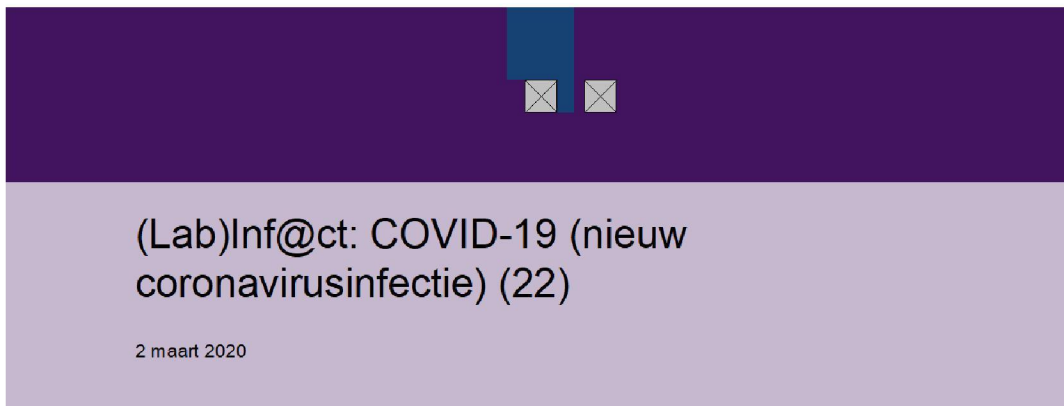 (Lab)Inf@ct: COVID-19 (nieuw
coronavirusinfectie) (22)
2 maart 2020